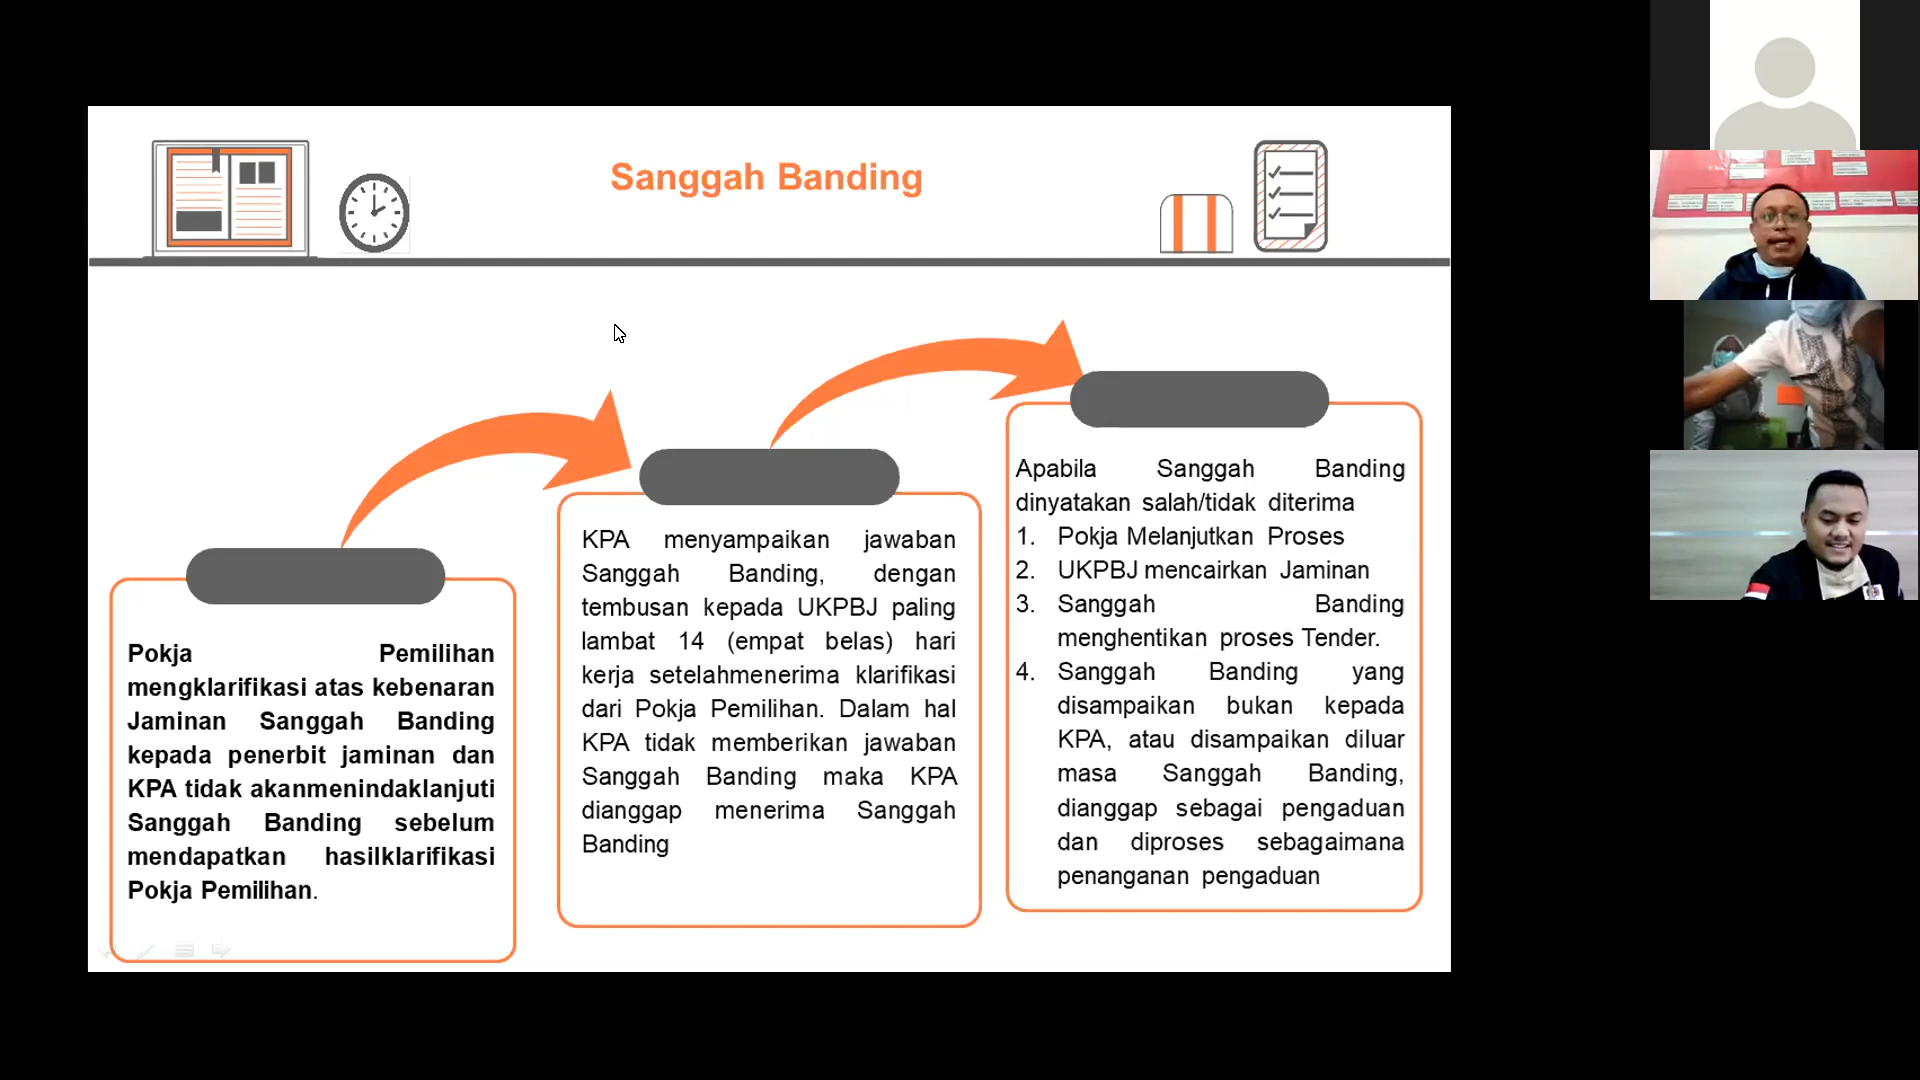 Sanggah Banding
Pokja Pemilihan
mengklarifikasi atas kebenaran
Jaminan Sanggah Banding
kepada penerbit jaminan dan
KPA tidak akanmenindaklanjuti
Sanggah Banding sebelum
mendapatkan hasilklarifikasi
Pokja Pemilihan.
KPA menyampaikan jawaban
Sanggah Banding, dengan
tembusan kepada UKPBJ paling
lambat 14 (empat belas) hari
kerja setelahmenerima klarifikasi
dari Pokja Pemilihan. Dalam hal
KPA tidak memberikan jawaban
Sanggah Banding maka KPA
dianggap menerima Sanggah
Banding
Apabila Sanggah Banding
dinyatakan salah/tidak diterima
1. Pokja Melanjutkan Proses
2. UKPBJ mencairkan Jaminan
3. Sanggah Banding
menghentikan proses Tender.
4. Sanggah Banding yang
disampaikan bukan kepada
KPA, atau disampaikan diluar
masa Sanggah Banding,
dianggap sebagai pengaduan
dan diproses sebagaimana
penanganan pengaduan